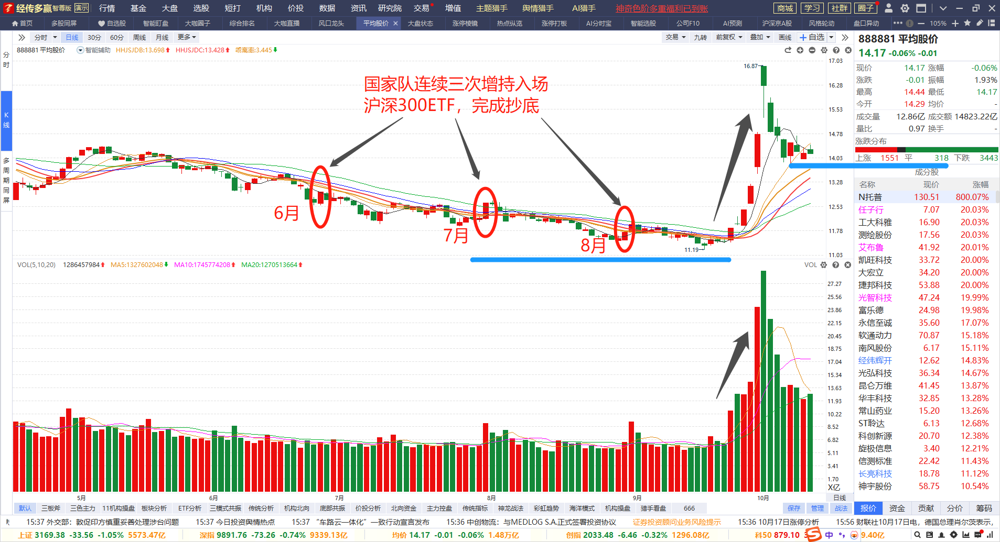 经传多赢 智尊版 演示 行情 基金 大盘 选股 短打 机构 价投 数据 资讯 研究院 交易 增值 主题猎手 舆情猎手 AI猎手 神奇色阶多重福利已到账 商城 学习 社群 圈子
首页 多股同屏 自选股 智能盯盘 大咖圈子 综合排名 大咖直播 风口龙头 平均股价 大盘状态 涨停棱镜 热点纵览 涨停打板 AI分时宝 智能选股 公司F10 AI预测 沪深京A股 风格轮动 盘口异动 105%
分时 日线 30分 60分 周线 月线 更多 交易 九转 前复权 叠加 画线 自选
888881 平均股价 智能辅助 HHJSJDB:13.698 HHJSJDC:13.428 乖离率:3.445
分时
K线
多周期同屏
国家队连续三次增持入场
沪深300ETF，完成抄底
6月
7月
8月
16.87
11.19
17.03
16.28
15.53
14.78
14.03
13.28
12.53
11.78
11.03
VOL(5,10,20) 1286457984 MA5:1327602048 MA10:1745774208 MA20:1270513664 VOL
27.27
25.56
23.86
22.15
20.45
18.75
17.04
15.34
13.63
11.93
10.22
8.52
6.82
5.11
3.41
1.70
X亿
5月 6月 7月 8月 9月 10月 日线
默认 三板斧 三色主力 11机构操盘 板块分析 ETF分析 三模式共振 传统分析 机构北向 底部共振 价投分析 北向资金 主力控盘 传统指标 神龙战法 彩虹趋势 海洋模式 机构操盘 猎手看盘 666 保存 管理 战法
888881 平均股价
14.17 -0.06% -0.01
现价 14.17 涨幅 -0.06%
涨跌 -0.01 振幅 1.93%
最高 14.44 最低 14.17
今开 14.29 均价 -
成交量 12.86亿 成交额 14823.22亿
量比 0.97 换手 -
涨跌分布
上涨 1551 平 318 下跌 3443
成分股
名称 现价 涨幅
N托普 130.51 800.07%
任子行 7.07 20.03%
工大科雅 16.90 20.03%
测绘股份 17.56 20.03%
艾布鲁 41.92 20.01%
凯旺科技 33.72 20.00%
大宏立 34.20 20.00%
捷邦科技 53.88 20.00%
光智科技 47.24 19.99%
富乐德 24.98 19.98%
永信至诚 35.60 17.07%
软通动力 70.87 15.18%
南风股份 6.17 15.11%
经纬辉开 12.62 14.83%
光弘科技 36.34 14.67%
昆仑万维 41.45 13.87%
华丰科技 32.85 13.28%
常山药业 15.20 13.26%
ST聆达 6.13 12.68%
科创新源 20.70 12.38%
旋极信息 3.40 12.21%
信测标准 22.42 11.43%
长亮科技 18.78 11.12%
神宇股份 58.75 10.54%
报价 资金 贡献 分价 筹码
15:37 外交部：敦促印方慎重妥善处理涉台问题 15:37 今日投资舆情热点 15:37 “车路云一体化”一致行动宣言发布 15:36 中创物流：与MEDLOG S.A.正式签署投资协议 证券投资顾问业务风险提示 15:36 10月17日涨停分析 15:56 财联社10月17日电，德国总理肖尔茨表示，
上证 3169.38 -33.56 -1.05% 5573.47亿 深指 9891.76 -73.26 -0.74% 9339.13亿 均价 14.17 -0.01 -0.06% 1.48万亿 创指 2033.48 -6.46 -0.32% 1296.08亿 科50 879.10 中 9.40亿